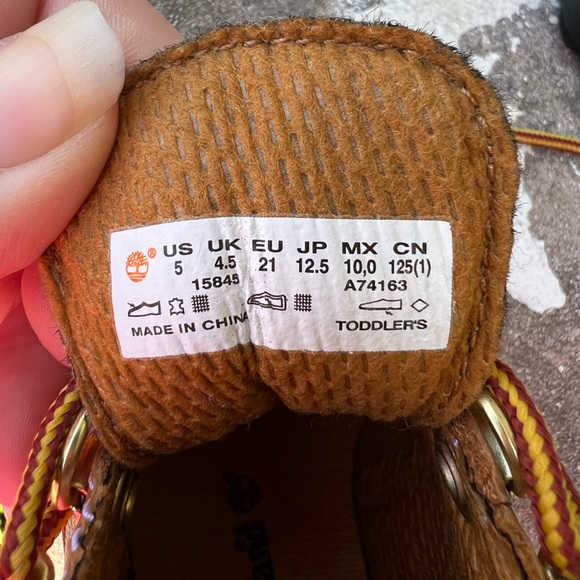 US UK EU JP MX CN
5 4.5 21 12.5 10,0 125(1)
15845 A74163
MADE IN CHINA TODDLER'S